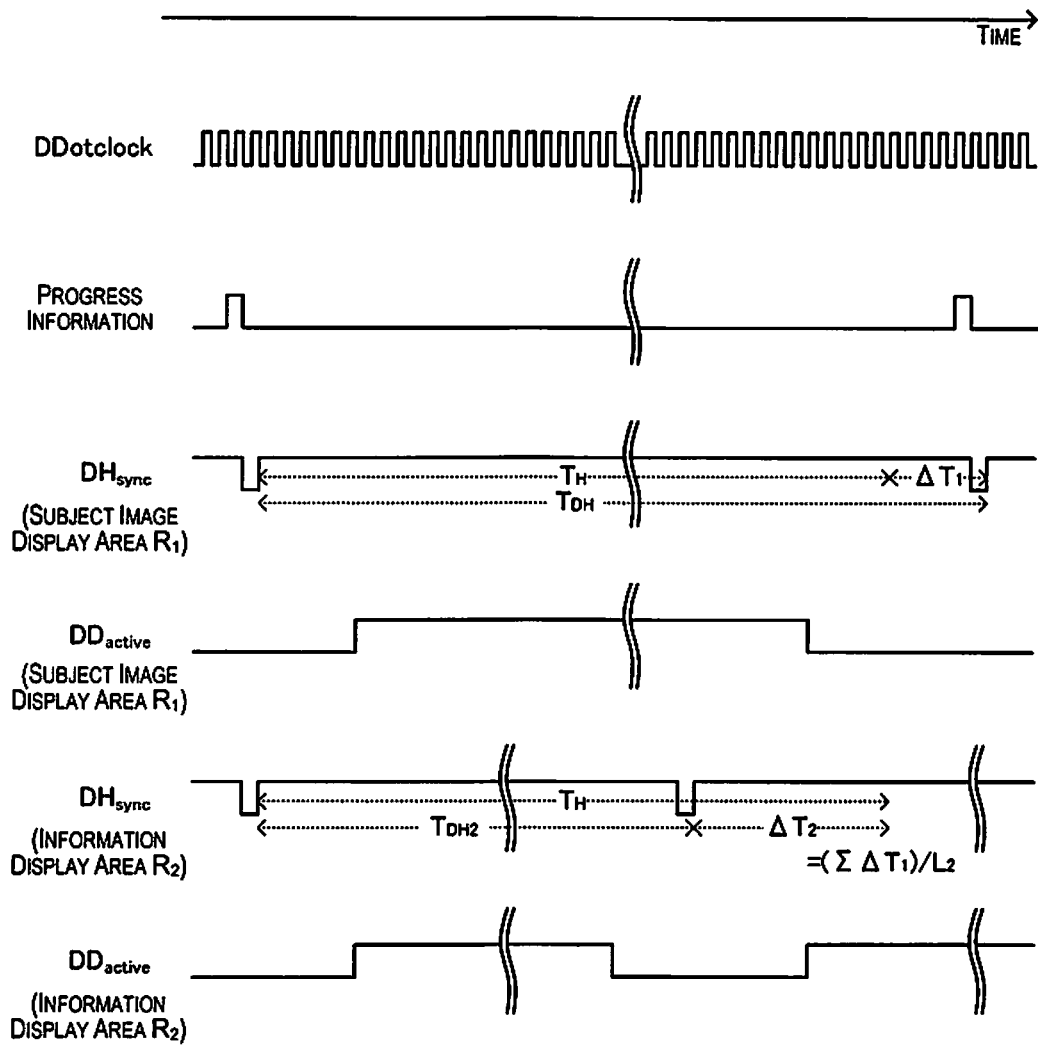 TIME
DDotclock
PROGRESS
INFORMATION
DHsync
(SUBJECT IMAGE
DISPLAY AREA R1)
TH
ΔT1
TDH
DDactive
(SUBJECT IMAGE
DISPLAY AREA R1)
DHsync
(INFORMATION
DISPLAY AREA R2)
TH
TDH2
ΔT2
=(ΣΔT1)/L2
DDactive
(INFORMATION
DISPLAY AREA R2)